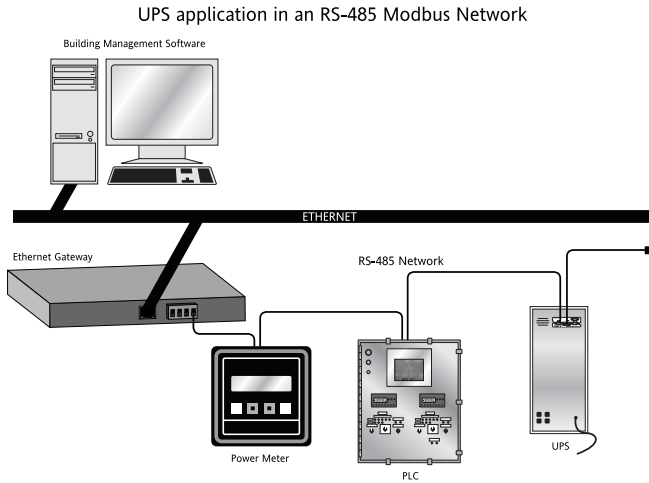 UPS application in an RS-485 Modbus Network
Building Management Software
ETHERNET
Ethernet Gateway
RS-485 Network
Power Meter
PLC
UPS